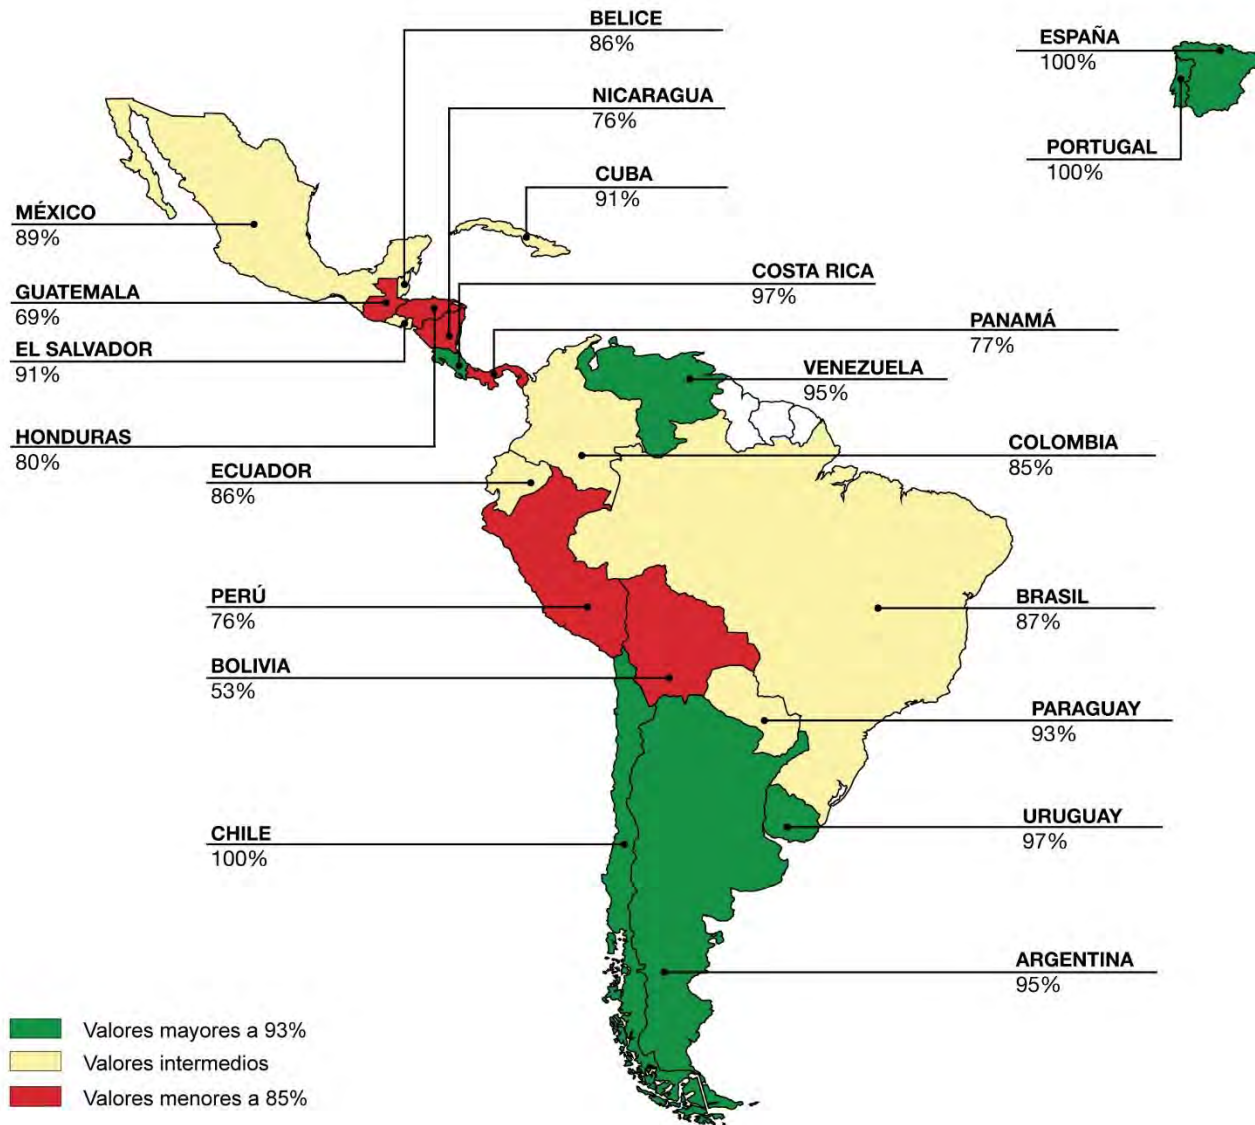 BELICE
86%
ESPAÑA
100%
NICARAGUA
76%
PORTUGAL
100%
CUBA
91%
MÉXICO
89%
COSTA RICA
97%
GUATEMALA
69%
PANAMÁ
77%
EL SALVADOR
91%
VENEZUELA
95%
HONDURAS
80%
COLOMBIA
85%
ECUADOR
86%
PERÚ
76%
BRASIL
87%
BOLIVIA
53%
PARAGUAY
93%
CHILE
100%
URUGUAY
97%
ARGENTINA
95%
Valores mayores a 93%
Valores intermedios
Valores menores a 85%